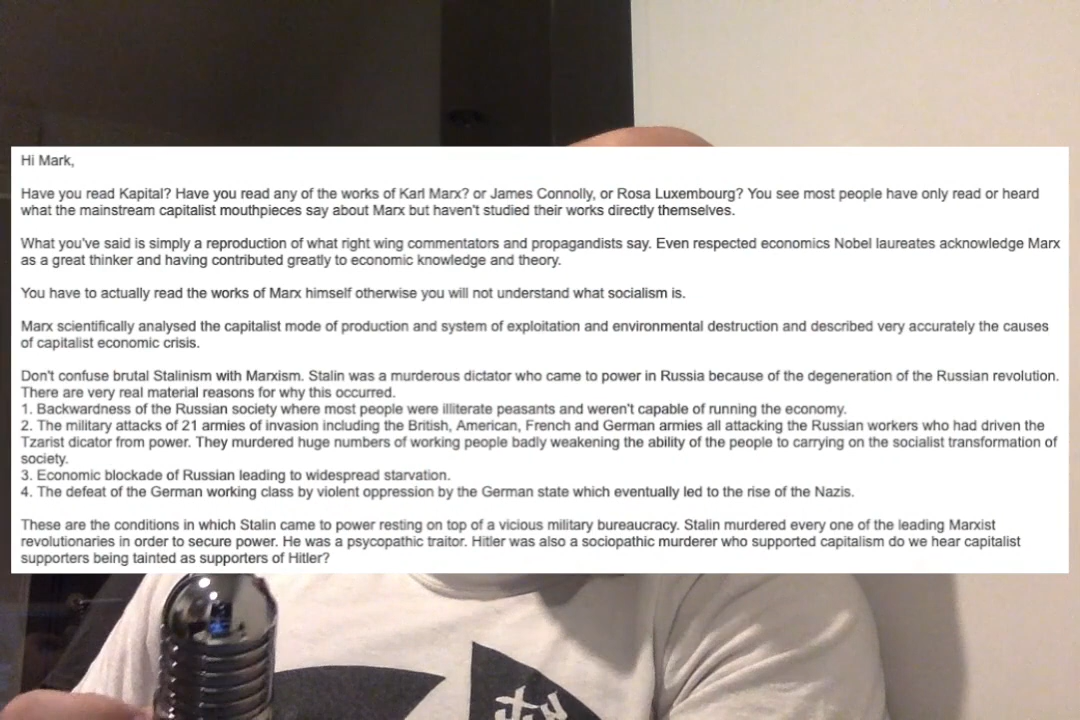 Hi Mark,
Have you read Kapital? Have you read any of the works of Karl Marx? or James Connolly, or Rosa Luxembourg? You see most people have only read or heard
what the mainstream capitalist mouthpieces say about Marx but haven't studied their works directly themselves.
What you've said is simply a reproduction of what right wing commentators and propagandists say. Even respected economics Nobel laureates acknowledge Marx
as a great thinker and having contributed greatly to economic knowledge and theory.
You have to actually read the works of Marx himself otherwise you will not understand what socialism is.
Marx scientifically analysed the capitalist mode of production and system of exploitation and environmental destruction and described very accurately the causes
of capitalist economic crisis.
Don't confuse brutal Stalinism with Marxism. Stalin was a murderous dictator who came to power in Russia because of the degeneration of the Russian revolution.
There are very real material reasons for why this occurred.
1. Backwardness of the Russian society where most people were illiterate peasants and weren't capable of running the economy.
2. The military attacks of 21 armies of invasion including the British, American, French and German armies all attacking the Russian workers who had driven the
Tzarist dicator from power. They murdered huge numbers of working people badly weakening the ability of the people to carrying on the socialist transformation of
society.
3. Economic blockade of Russian leading to widespread starvation.
4. The defeat of the German working class by violent oppression by the German state which eventually led to the rise of the Nazis.
These are the conditions in which Stalin came to power resting on top of a vicious military bureaucracy. Stalin murdered every one of the leading Marxist
revolutionaries in order to secure power. He was a psycopathic traitor. Hitler was also a sociopathic murderer who supported capitalism do we hear capitalist
supporters being tainted as supporters of Hitler?